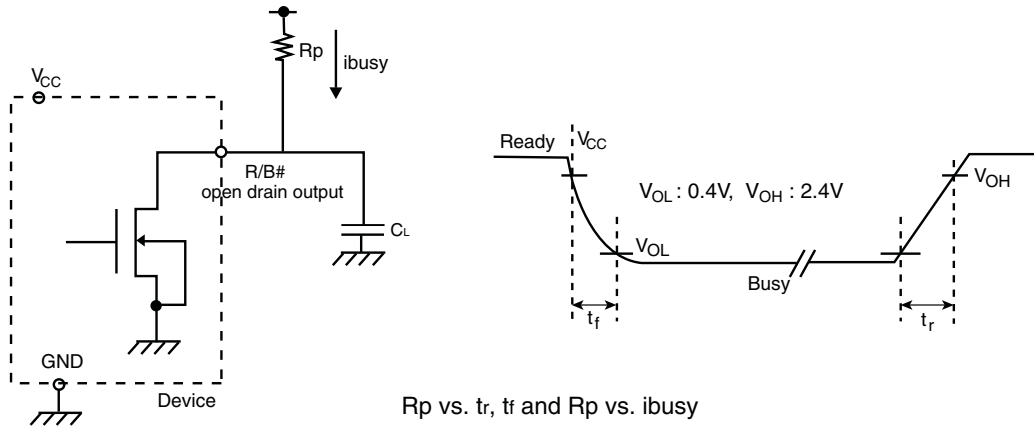 Rp
ibusy
VCC
R/B#
open drain output
CL
GND
Device
Ready
VCC
VOL : 0.4V, VOH : 2.4V
VOH
VOL
Busy
tf
tr
Rp vs. tr, tf and Rp vs. ibusy